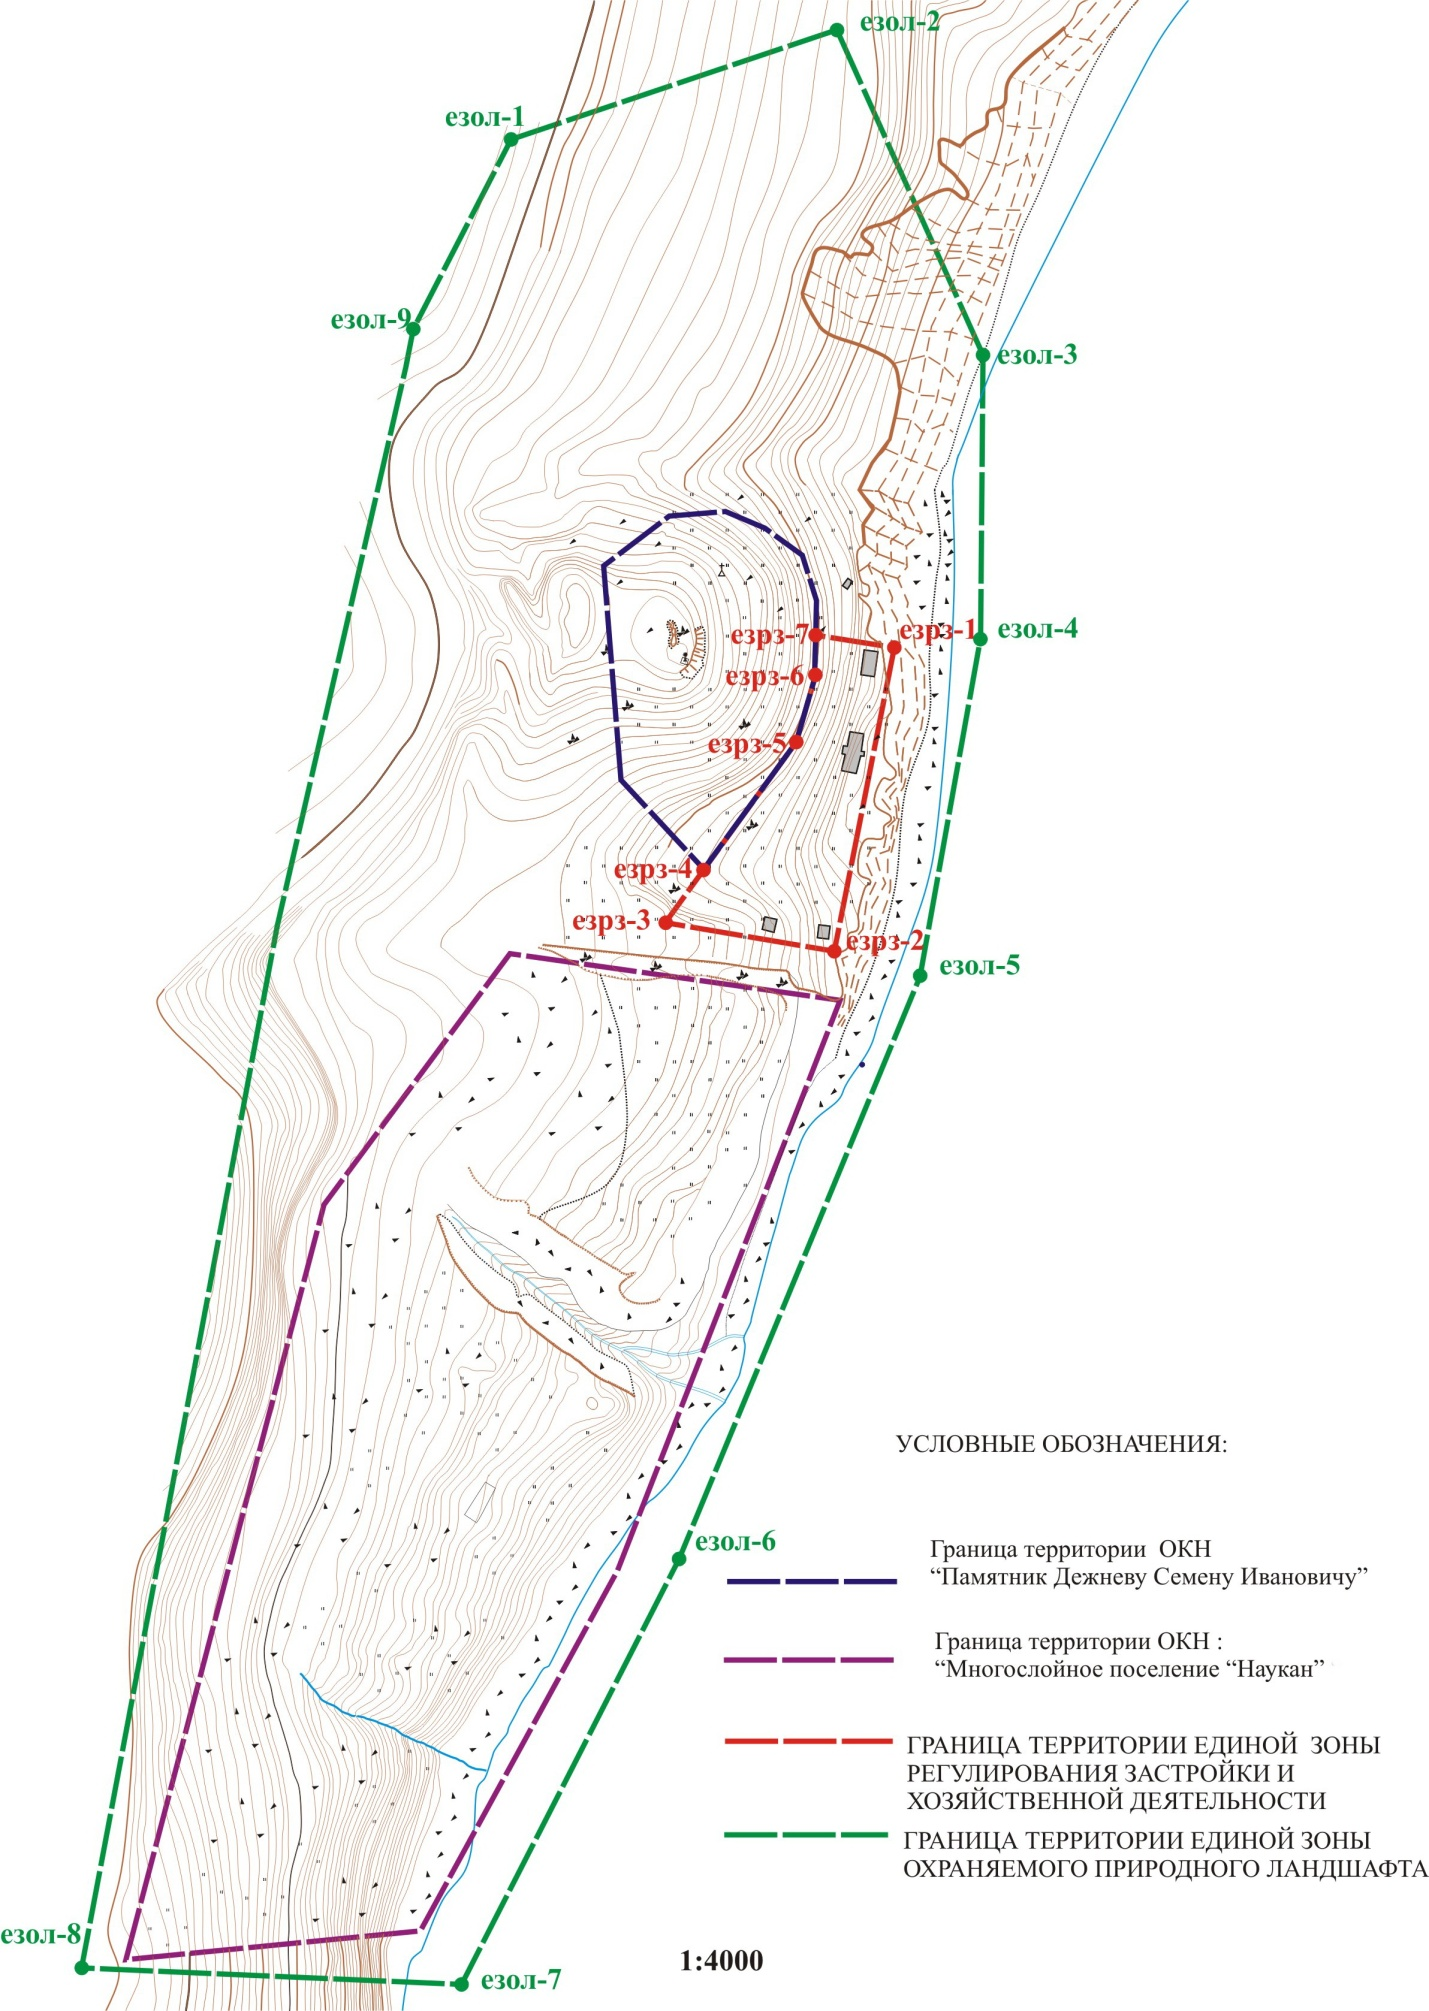 езол-2
езол-1
езол-9
езол-3
езол-4
езрз-1
езрз-7
езрз-6
езрз-5
езрз-4
езрз-3
езрз-2
езол-5
УСЛОВНЫЕ ОБОЗНАЧЕНИЯ:
езол-6
Граница территории ОКН
“Памятник Дежневу Семену Ивановичу”
Граница территории ОКН :
“Многослойное поселение “Наукан”
ГРАНИЦА ТЕРРИТОРИИ ЕДИНОЙ ЗОНЫ
РЕГУЛИРОВАНИЯ ЗАСТРОЙКИ И
ХОЗЯЙСТВЕННОЙ ДЕЯТЕЛЬНОСТИ
ГРАНИЦА ТЕРРИТОРИИ ЕДИНОЙ ЗОНЫ
ОХРАНЯЕМОГО ПРИРОДНОГО ЛАНДШАФТА
езол-8
1:4000
езол-7